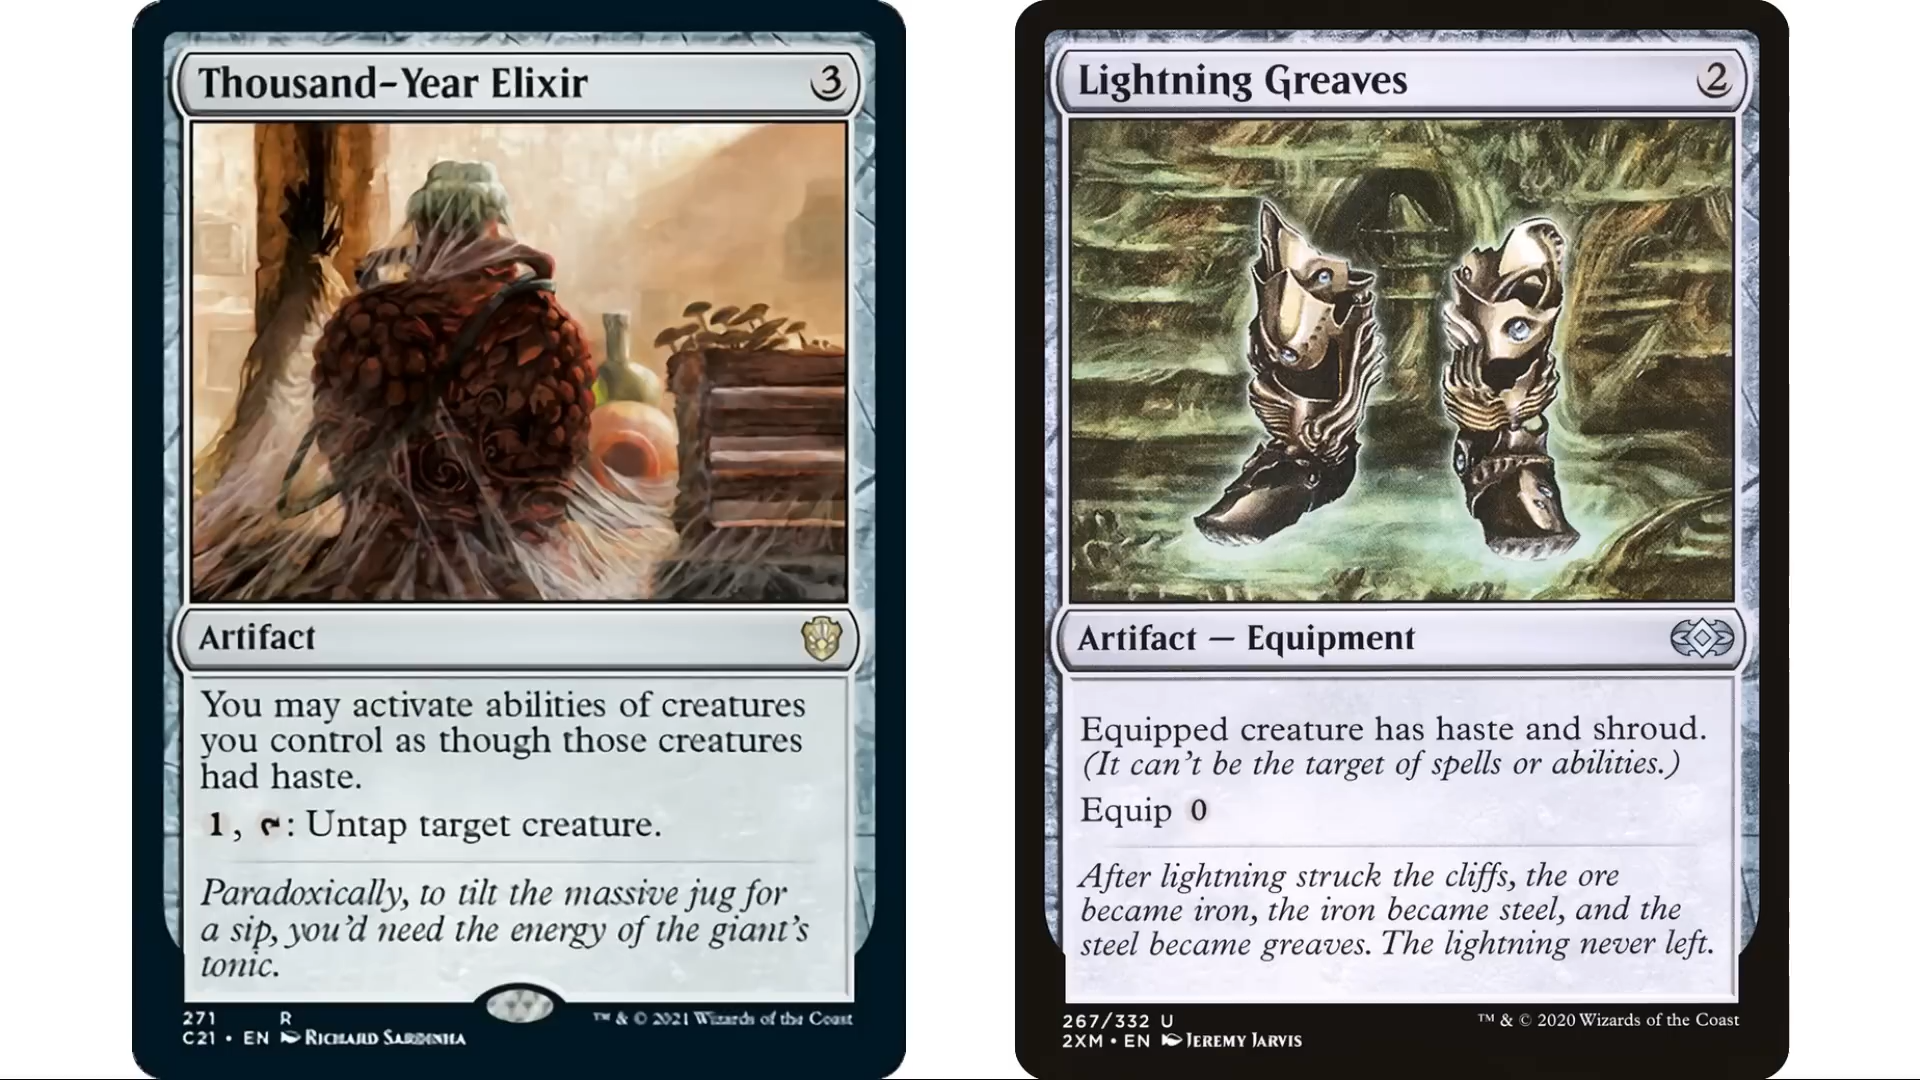 Thousand-Year Elixir 3
Artifact
You may activate abilities of creatures
you control as though those creatures
had haste.
1, : Untap target creature.
Paradoxically, to tilt the massive jug for
a sip, you'd need the energy of the giant's
tonic.
271 R
C21 • EN Richard Sardinha
™ & © 2021 Wizards of the Coast
Lightning Greaves 2
Artifact — Equipment
Equipped creature has haste and shroud.
(It can't be the target of spells or abilities.)
Equip 0
After lightning struck the cliffs, the ore
became iron, the iron became steel, and the
steel became greaves. The lightning never left.
267/332 U
2XM • EN Jeremy Jarvis
™ & © 2020 Wizards of the Coast